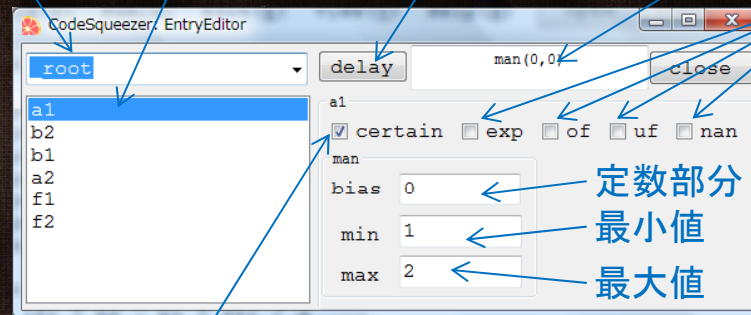 CodeSqueezer: EntryEditor
_root
delay
man(0,0)
close
a1
b2
b1
a2
f1
f2
a1
certain exp of uf nan
man
bias 0 定数部分
min 1 最小値
max 2 最大値